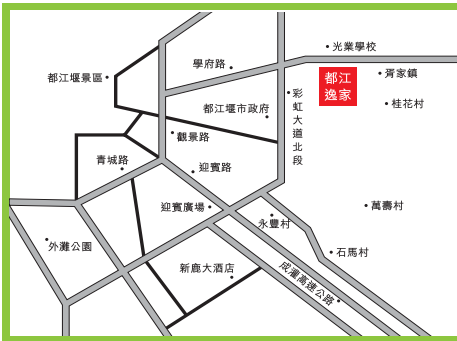 光業學校
學府路
都江堰景區
都江
逸家
胥家鎮
桂花村
都江堰市政府
彩虹大道北段
觀景路
青城路
迎賓路
迎賓廣場
萬壽村
永豐村
外灘公園
石馬村
新鹿大酒店
成灌高速公路